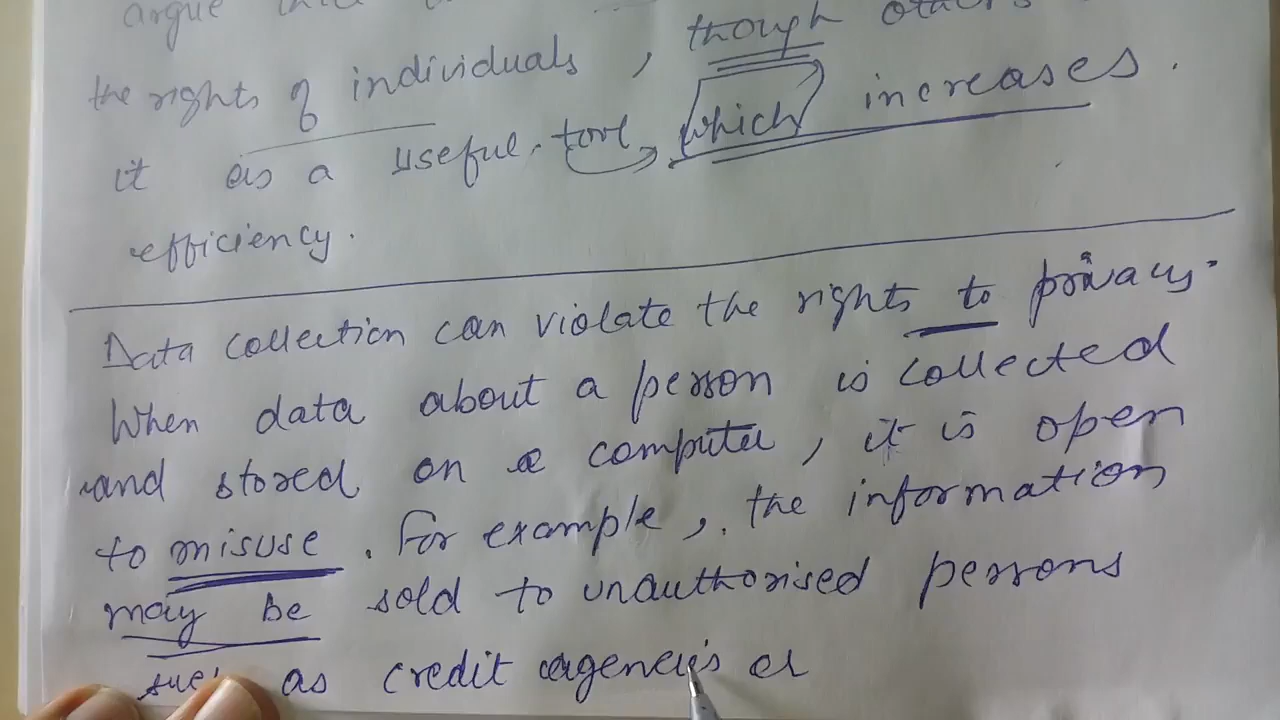 argue
the rights of individuals, though others
it as a useful tool, which increases.
efficiency.
Data collection can violate the rights to privacy.
When data about a person is collected
and stored on a computer, it is open
to misuse. For example, the information
may be sold to unauthorised persons
such as credit agencies or